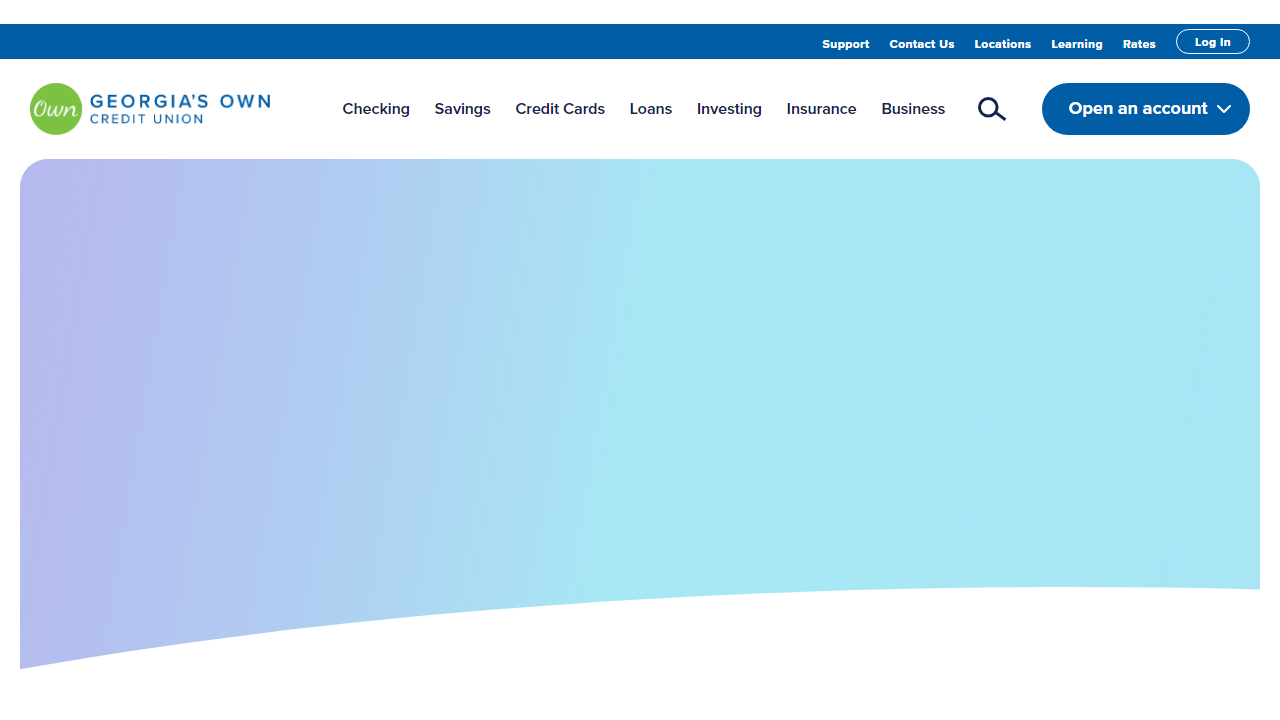 Support Contact Us Locations Learning Rates Log In
Own GEORGIA'S OWN
CREDIT UNION
Checking Savings Credit Cards Loans Investing Insurance Business Open an account